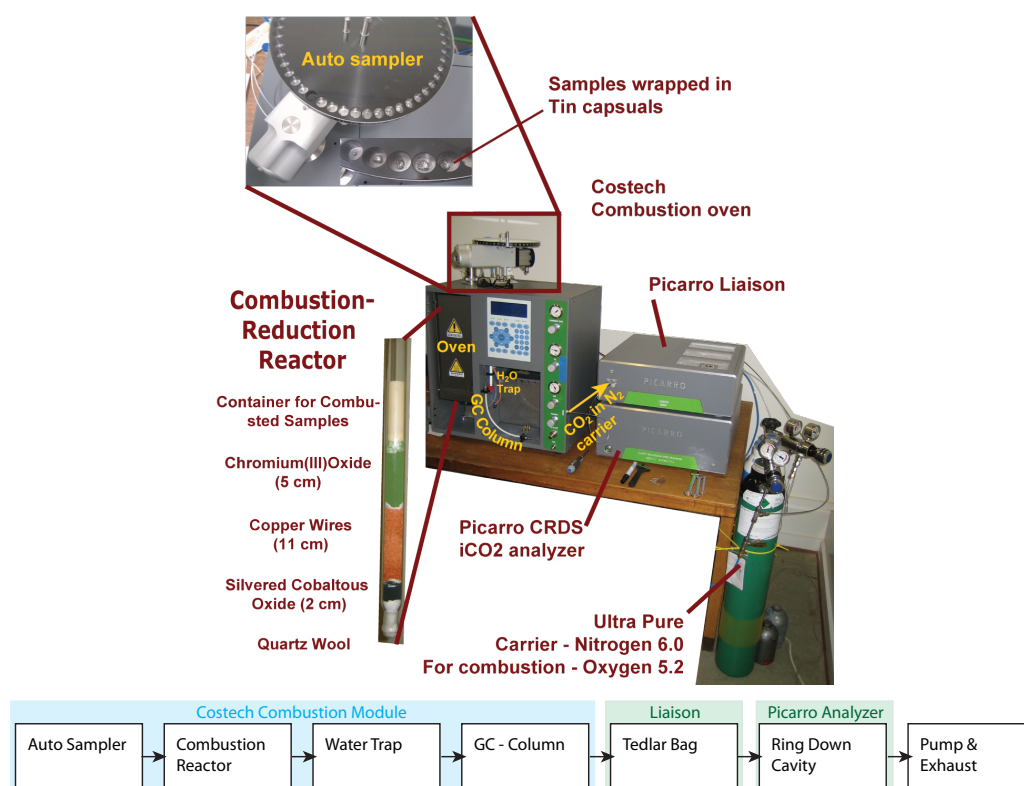 Auto sampler
Samples wrapped in
Tin capsuals
Costech
Combustion oven
Picarro Liaison
Combustion-
Reduction
Reactor
Oven
H₂O
Trap
GC Column
CO₂ in N₂
carrier
PICARRO
PICARRO
Container for Combu-
sted Samples
Chromium(III)Oxide
(5 cm)
Copper Wires
(11 cm)
Silvered Cobaltous
Oxide (2 cm)
Quartz Wool
Picarro CRDS
iCO2 analyzer
Ultra Pure
Carrier - Nitrogen 6.0
For combustion - Oxygen 5.2
Costech Combustion Module
Liaison
Picarro Analyzer
Auto Sampler
Combustion
Reactor
Water Trap
GC - Column
Tedlar Bag
Ring Down
Cavity
Pump &
Exhaust